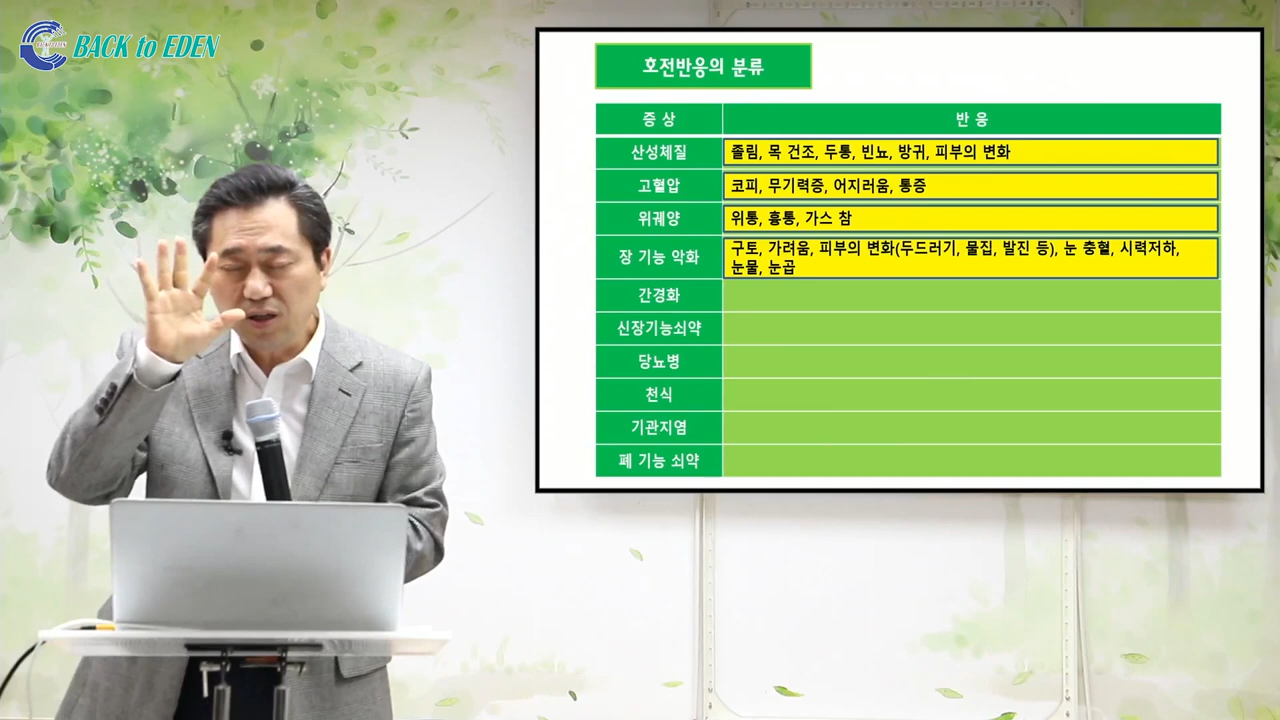 BACK to EDEN
호전반응의 분류
증 상
반 응
산성체질
졸림, 목 건조, 두통, 빈뇨, 방귀, 피부의 변화
고혈압
코피, 무기력증, 어지러움, 통증
위궤양
위통, 흉통, 가스 참
장 기능 악화
구토, 가려움, 피부의 변화(두드러기, 물집, 발진 등), 눈 충혈, 시력저하,
눈물, 눈곱
간경화
신장기능쇠약
당뇨병
천식
기관지염
폐 기능 쇠약